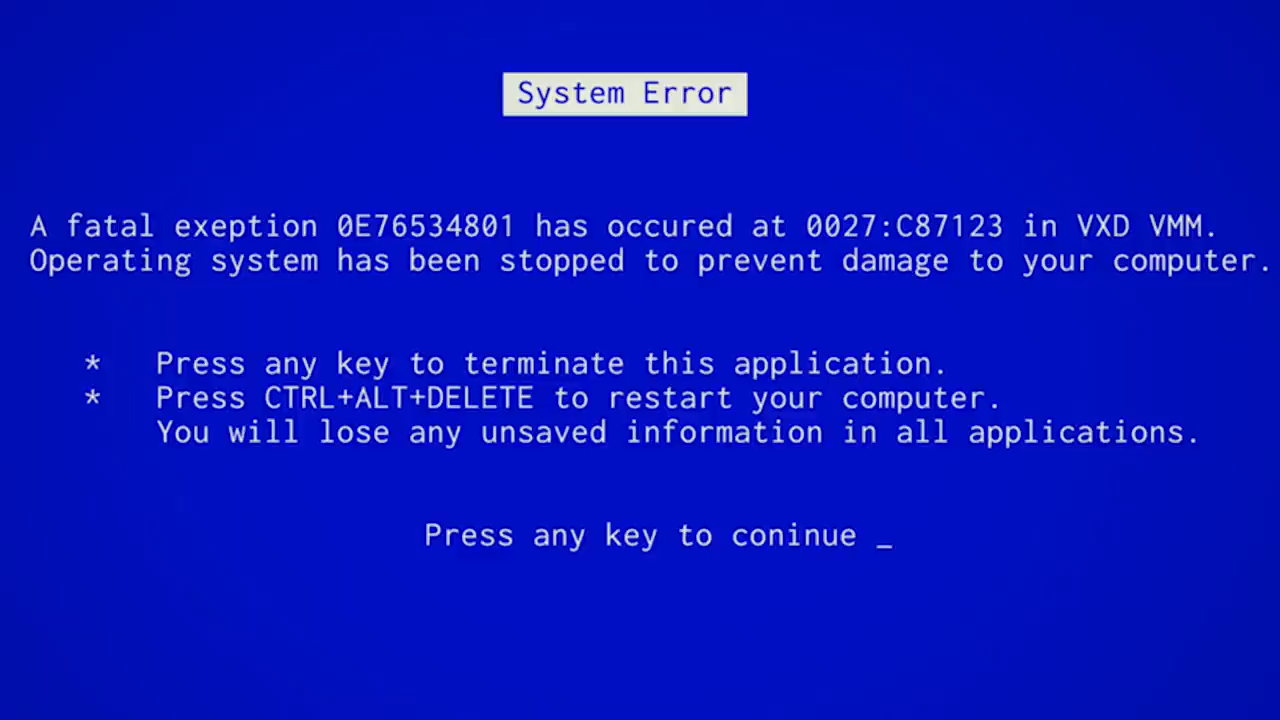 System Error
A fatal exeption 0E76534801 has occured at 0027:C87123 in VXD VMM.
Operating system has been stopped to prevent damage to your computer.
* Press any key to terminate this application.
* Press CTRL+ALT+DELETE to restart your computer.
You will lose any unsaved information in all applications.
Press any key to coninue _